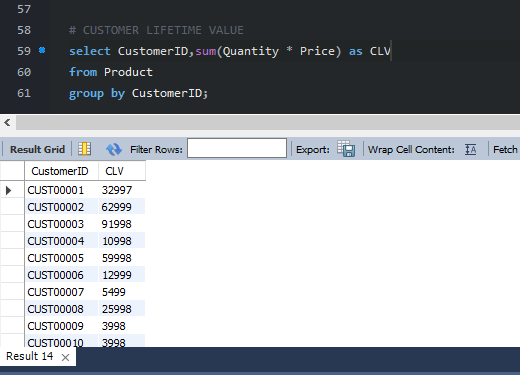 57
58 # CUSTOMER LIFETIME VALUE
59 select CustomerID,sum(Quantity * Price) as CLV
60 from Product
61 group by CustomerID;
Result Grid Filter Rows: Export: Wrap Cell Content: Fetch
CustomerID CLV
CUST00001 32997
CUST00002 62999
CUST00003 91998
CUST00004 10998
CUST00005 59998
CUST00006 12999
CUST00007 5499
CUST00008 25998
CUST00009 3998
CUST00010 3998
Result 14